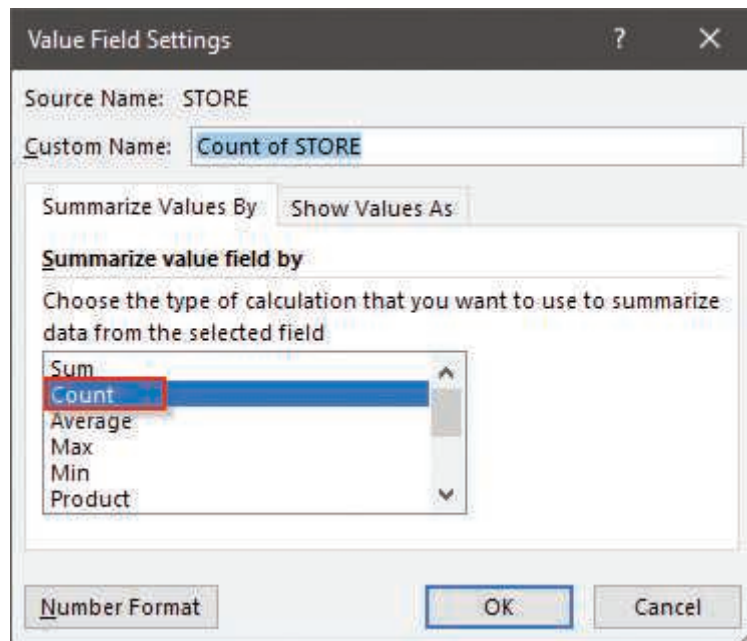 Value Field Settings ? ×
Source Name: STORE
Custom Name: Count of STORE
Summarize Values By Show Values As
Summarize value field by
Choose the type of calculation that you want to use to summarize
data from the selected field
Sum
Count
Average
Max
Min
Product
Number Format OK Cancel